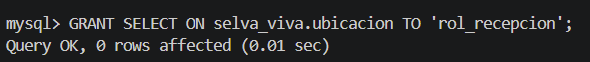 mysql> GRANT SELECT ON selva_viva.ubicacion TO 'rol_recepcion';
Query OK, 0 rows affected (0.01 sec)